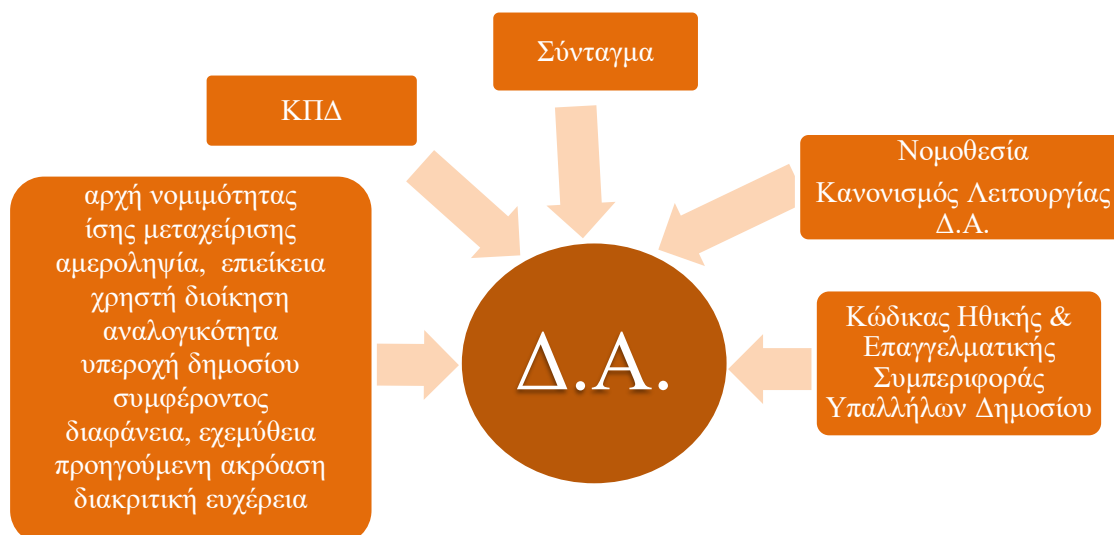 Σύνταγμα
ΚΠΔ
Νομοθεσία
Κανονισμός Λειτουργίας
Δ.Α.
αρχή νομιμότητας
ίσης μεταχείρισης
αμεροληψία, επιείκεια
χρηστή διοίκηση
αναλογικότητα
υπεροχή δημοσίου
συμφέροντος
διαφάνεια, εχεμύθεια
προηγούμενη ακρόαση
διακριτική ευχέρεια
Δ.Α.
Κώδικας Ηθικής &
Επαγγελματικής
Συμπεριφοράς
Υπαλλήλων Δημοσίου